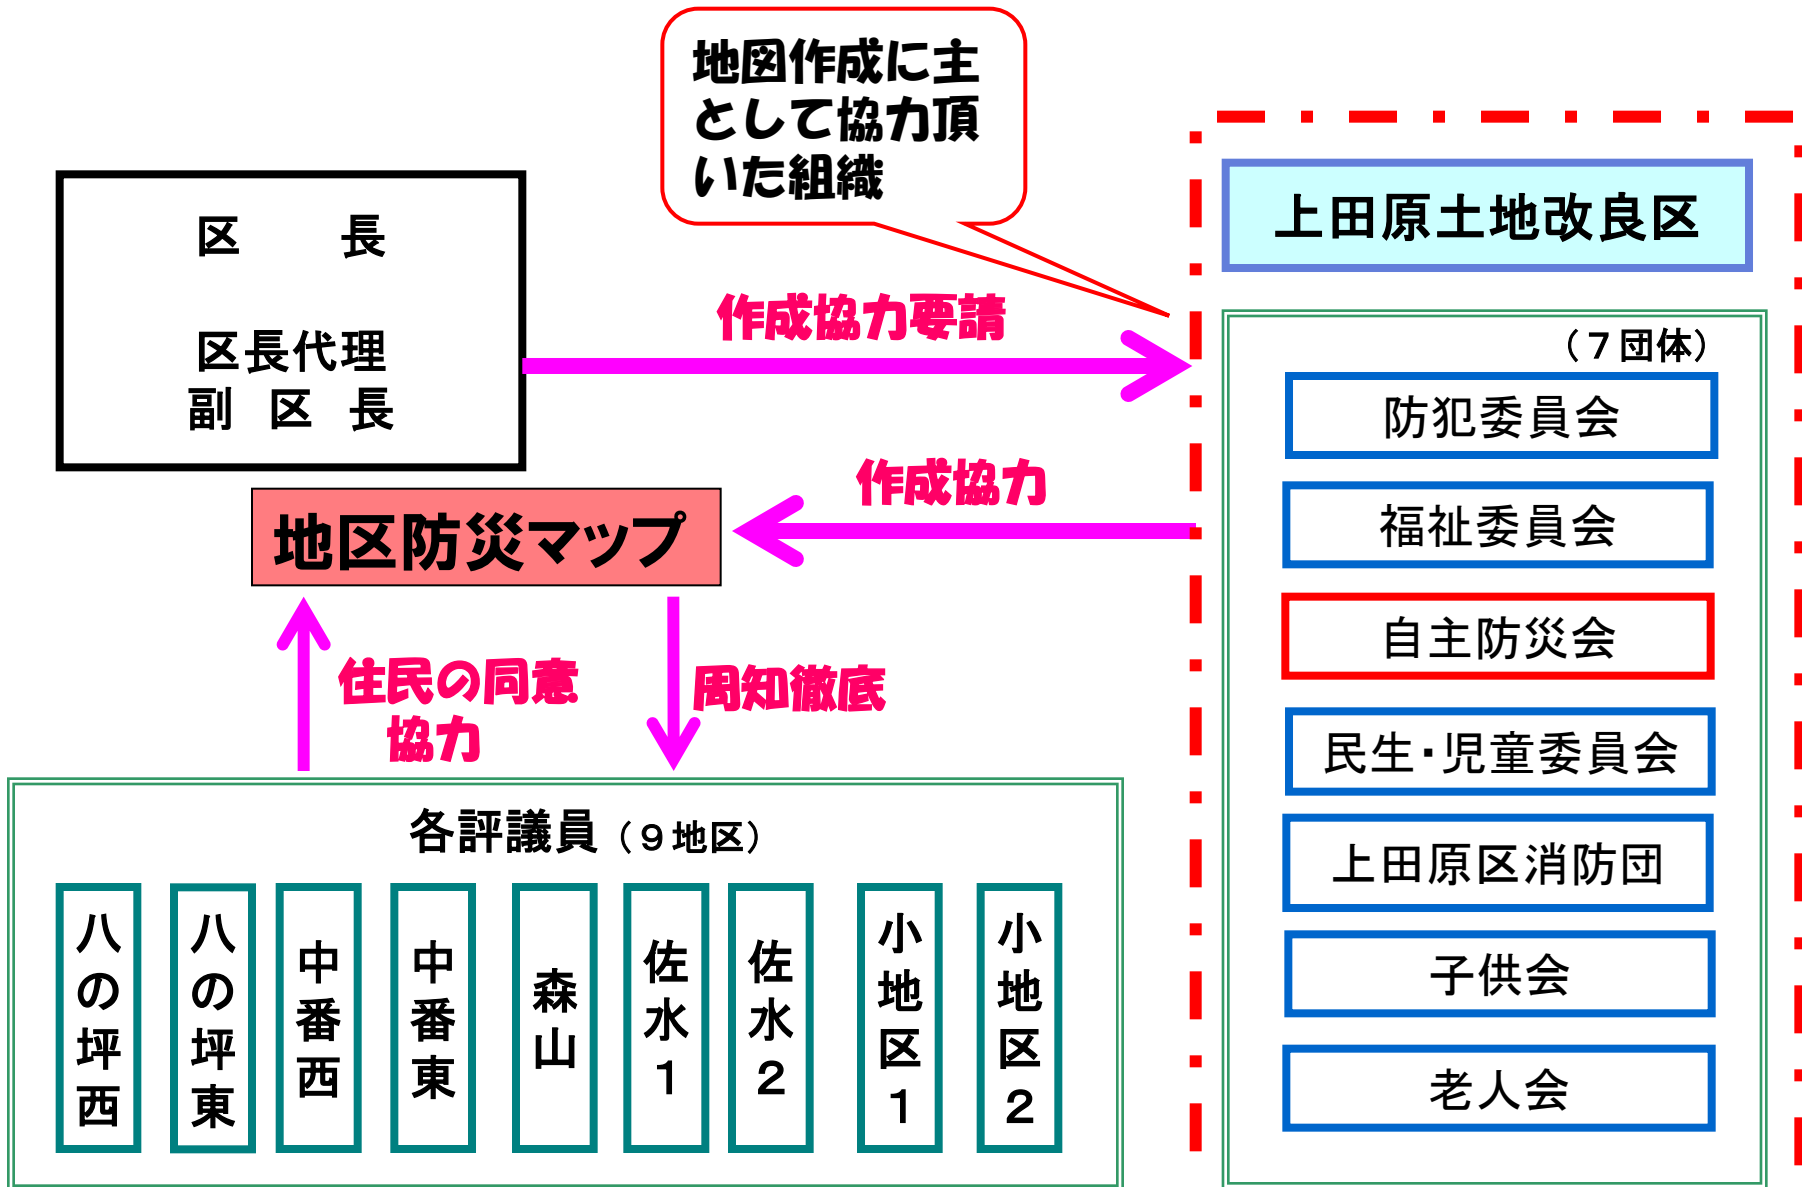 地図作成に主
として協力頂
いた組織
区　　長
区長代理
副 区 長
作成協力要請
上田原土地改良区
（７団体）
防犯委員会
福祉委員会
自主防災会
民生・児童委員会
上田原区消防団
子供会
老人会
作成協力
地区防災マップ
住民の同意
協力
周知徹底
各評議員（９地区）
八の坪西
八の坪東
中番西
中番東
森山
佐水１
佐水２
小地区１
小地区２